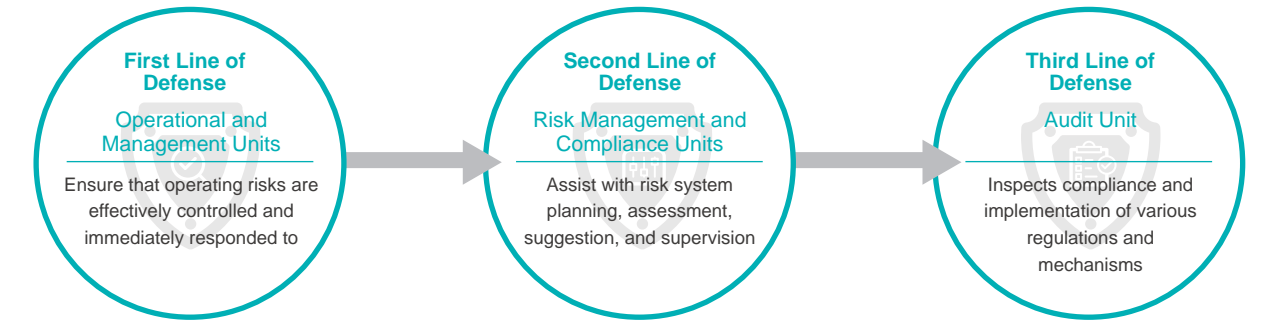 First Line of
Defense
Operational and
Management Units
Ensure that operating risks are
effectively controlled and
immediately responded to
Second Line of
Defense
Risk Management and
Compliance Units
Assist with risk system
planning, assessment,
suggestion, and supervision
Third Line of
Defense
Audit Unit
Inspects compliance and
implementation of various
regulations and
mechanisms